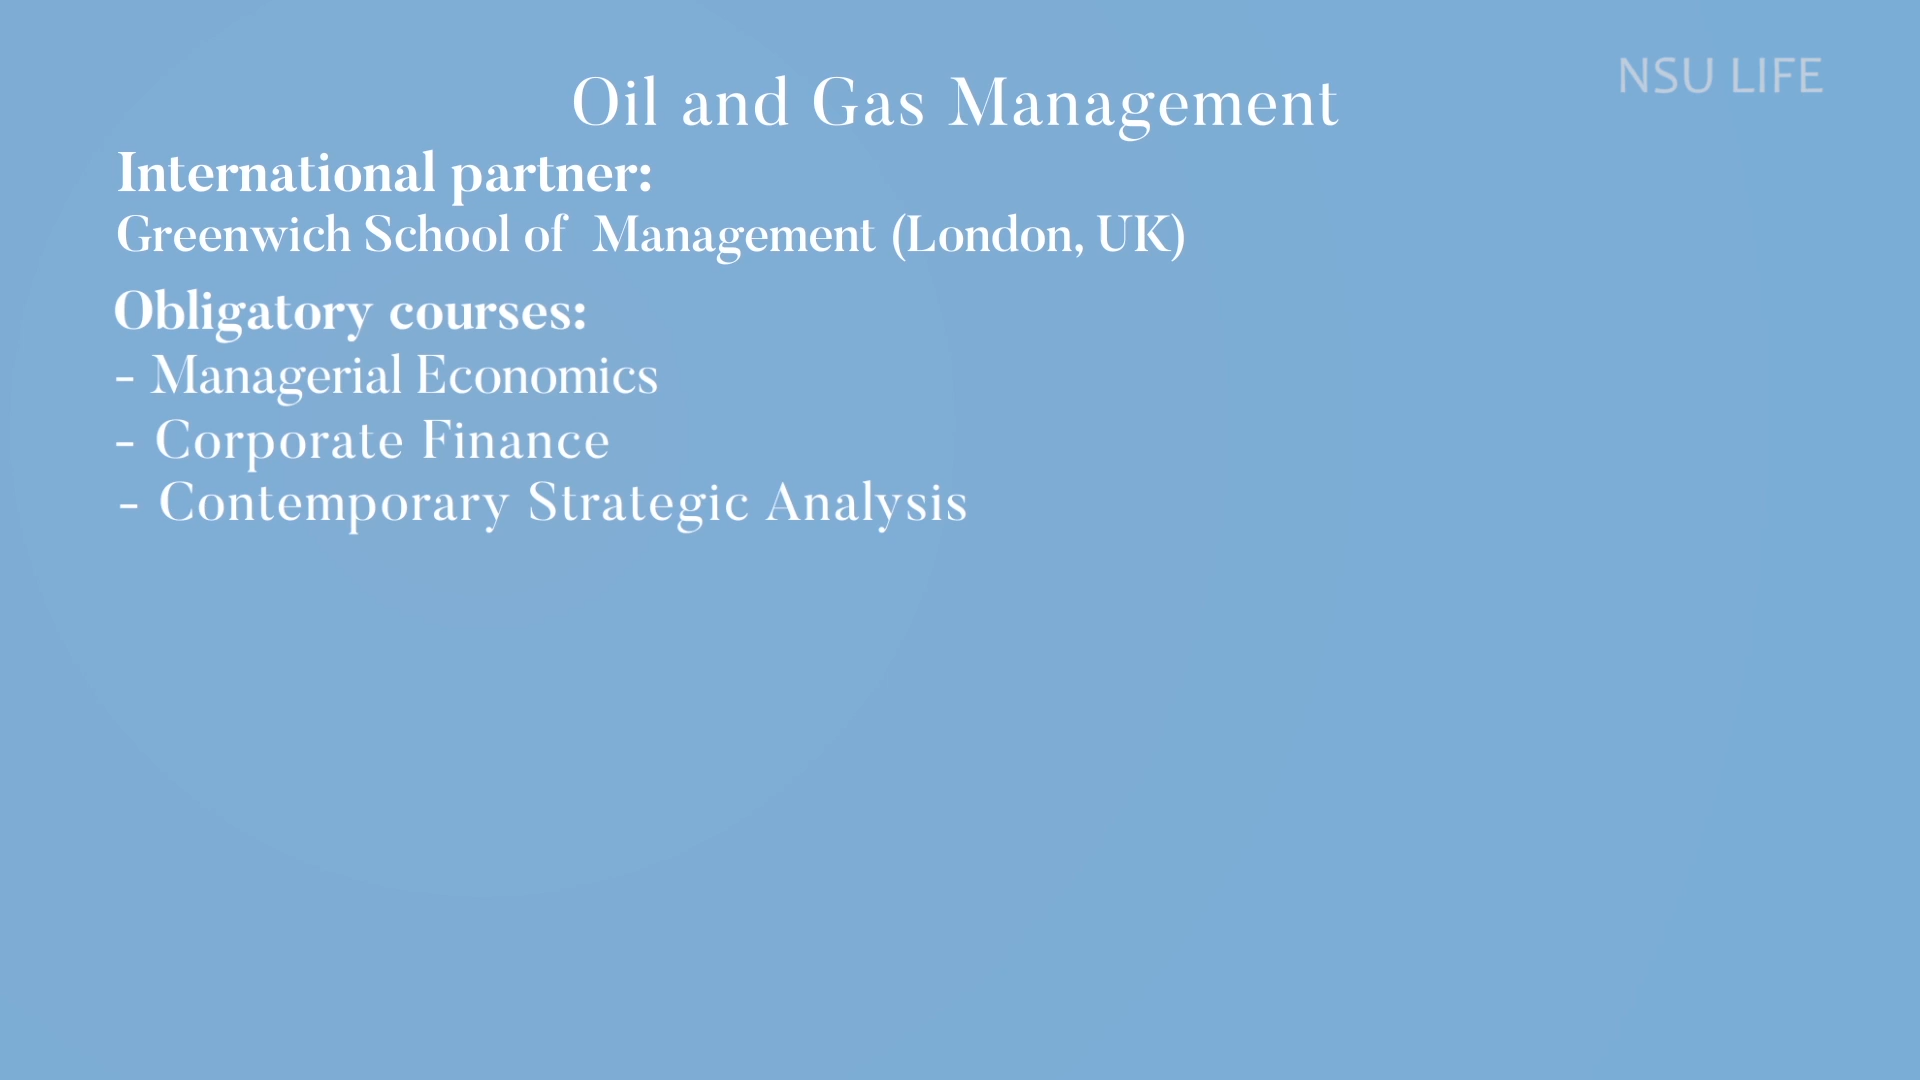 NSU LIFE
Oil and Gas Management
International partner:
Greenwich School of Management (London, UK)
Obligatory courses:
- Managerial Economics
- Corporate Finance
- Contemporary Strategic Analysis